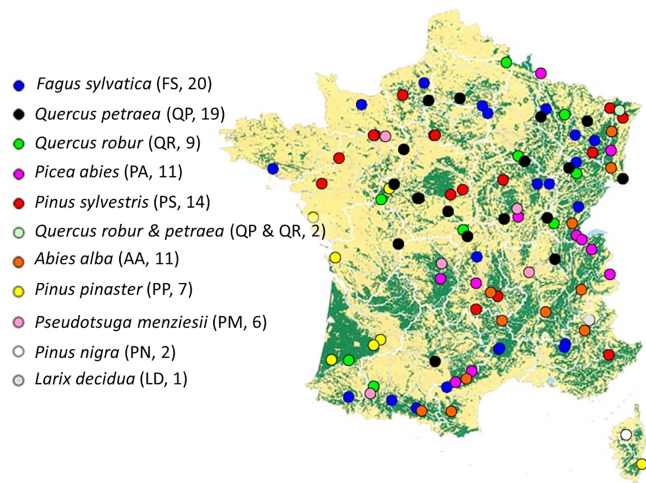 Fagus sylvatica (FS, 20)
Quercus petraea (QP, 19)
Quercus robur (QR, 9)
Picea abies (PA, 11)
Pinus sylvestris (PS, 14)
Quercus robur & petraea (QP & QR, 2)
Abies alba (AA, 11)
Pinus pinaster (PP, 7)
Pseudotsuga menziesii (PM, 6)
Pinus nigra (PN, 2)
Larix decidua (LD, 1)